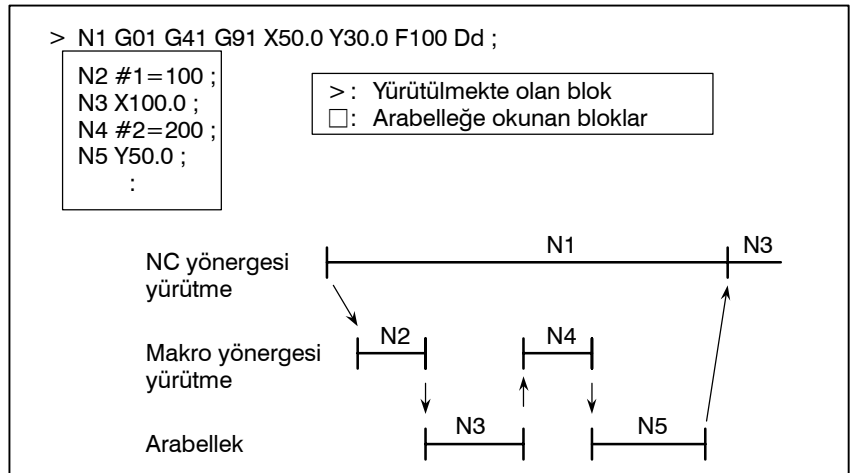 > N1 G01 G41 G91 X50.0 Y30.0 F100 Dd ;
N2 #1=100 ;
N3 X100.0 ;
N4 #2=200 ;
N5 Y50.0 ;
:
>: Yürütülmekte olan blok
□: Arabelleğe okunan bloklar
N1 N3
NC yönergesi
yürütme
N2 N4
Makro yönergesi
yürütme
N3 N5
Arabellek